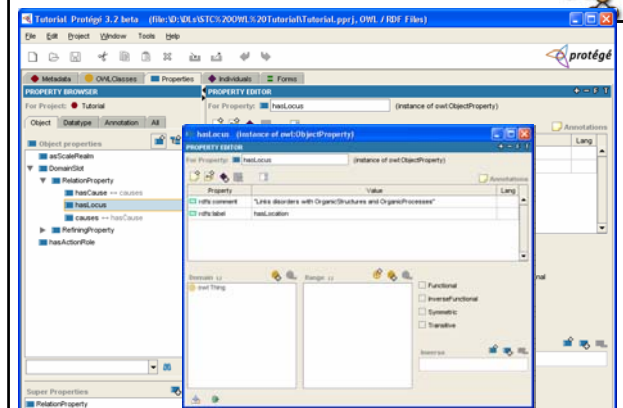 Tutorial Protégé 3.2 beta (file:\D:\DLs\STC%20OWL%20Tutorial\Tutorial.pprj, OWL / RDF Files)
File Edit Project Window Tools Help
protégé
Metadata OWLClasses Properties Individuals Forms
PROPERTY BROWSER
For Project: Tutorial
Object Datatype Annotation All
Object properties
asScaleRealm
DomainSlot
RelationProperty
hasCause ↔ causes
hasLocus
causes ↔ hasCause
RefiningProperty
hasActionRole
Super Properties
RelationProperty
PROPERTY EDITOR
For Property: hasLocus (instance of owl:ObjectProperty)
Annotations
Lang
hasLocus (instance of owl:ObjectProperty)
PROPERTY EDITOR
For Property: hasLocus (instance of owl:ObjectProperty)
Annotations
Property Value Lang
rdfs:comment "Links disorders with OrganicStructures and OrganicProcesses"
rdfs:label hasLocation
Domain Range
owl:Thing
Functional
InverseFunctional
Symmetric
Transitive
Inverse
nal